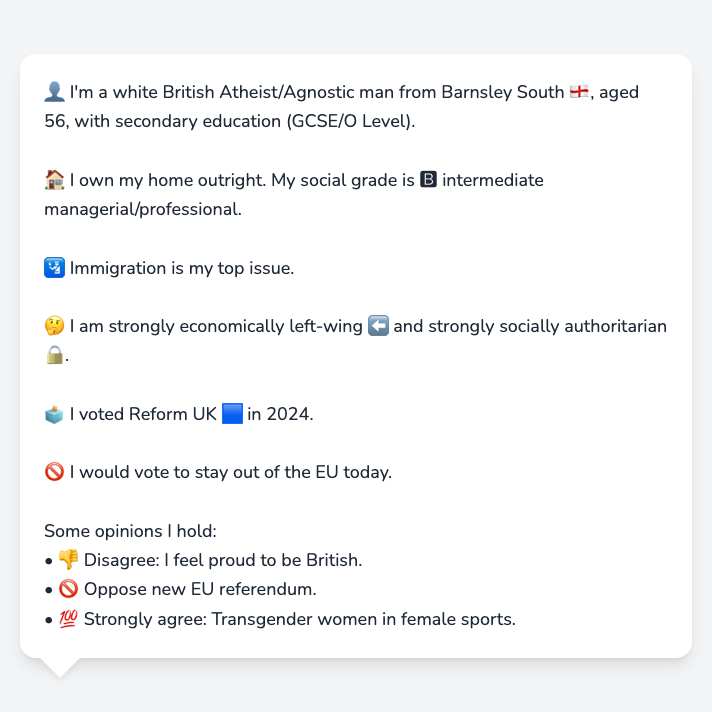 👤 I'm a white British Atheist/Agnostic man from Barnsley South 🏴󠁧󠁢󠁥󠁮󠁧󠁿, aged
56, with secondary education (GCSE/O Level).
🏠 I own my home outright. My social grade is 🅱 intermediate
managerial/professional.
🛂 Immigration is my top issue.
🤔 I am strongly economically left-wing ⬅️ and strongly socially authoritarian
🔒.
🗳️ I voted Reform UK 🟦 in 2024.
🚫 I would vote to stay out of the EU today.
Some opinions I hold:
• 👎 Disagree: I feel proud to be British.
• 🚫 Oppose new EU referendum.
• 💯 Strongly agree: Transgender women in female sports.